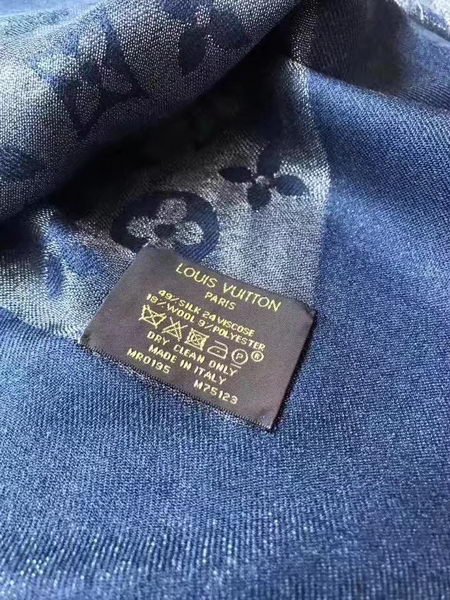 LOUIS VUITTON
PARIS
49/SILK 24 VISCOSE
18/WOOL 9/POLYESTER
P ®
DRY CLEAN ONLY
MADE IN ITALY
MR0195 M75123